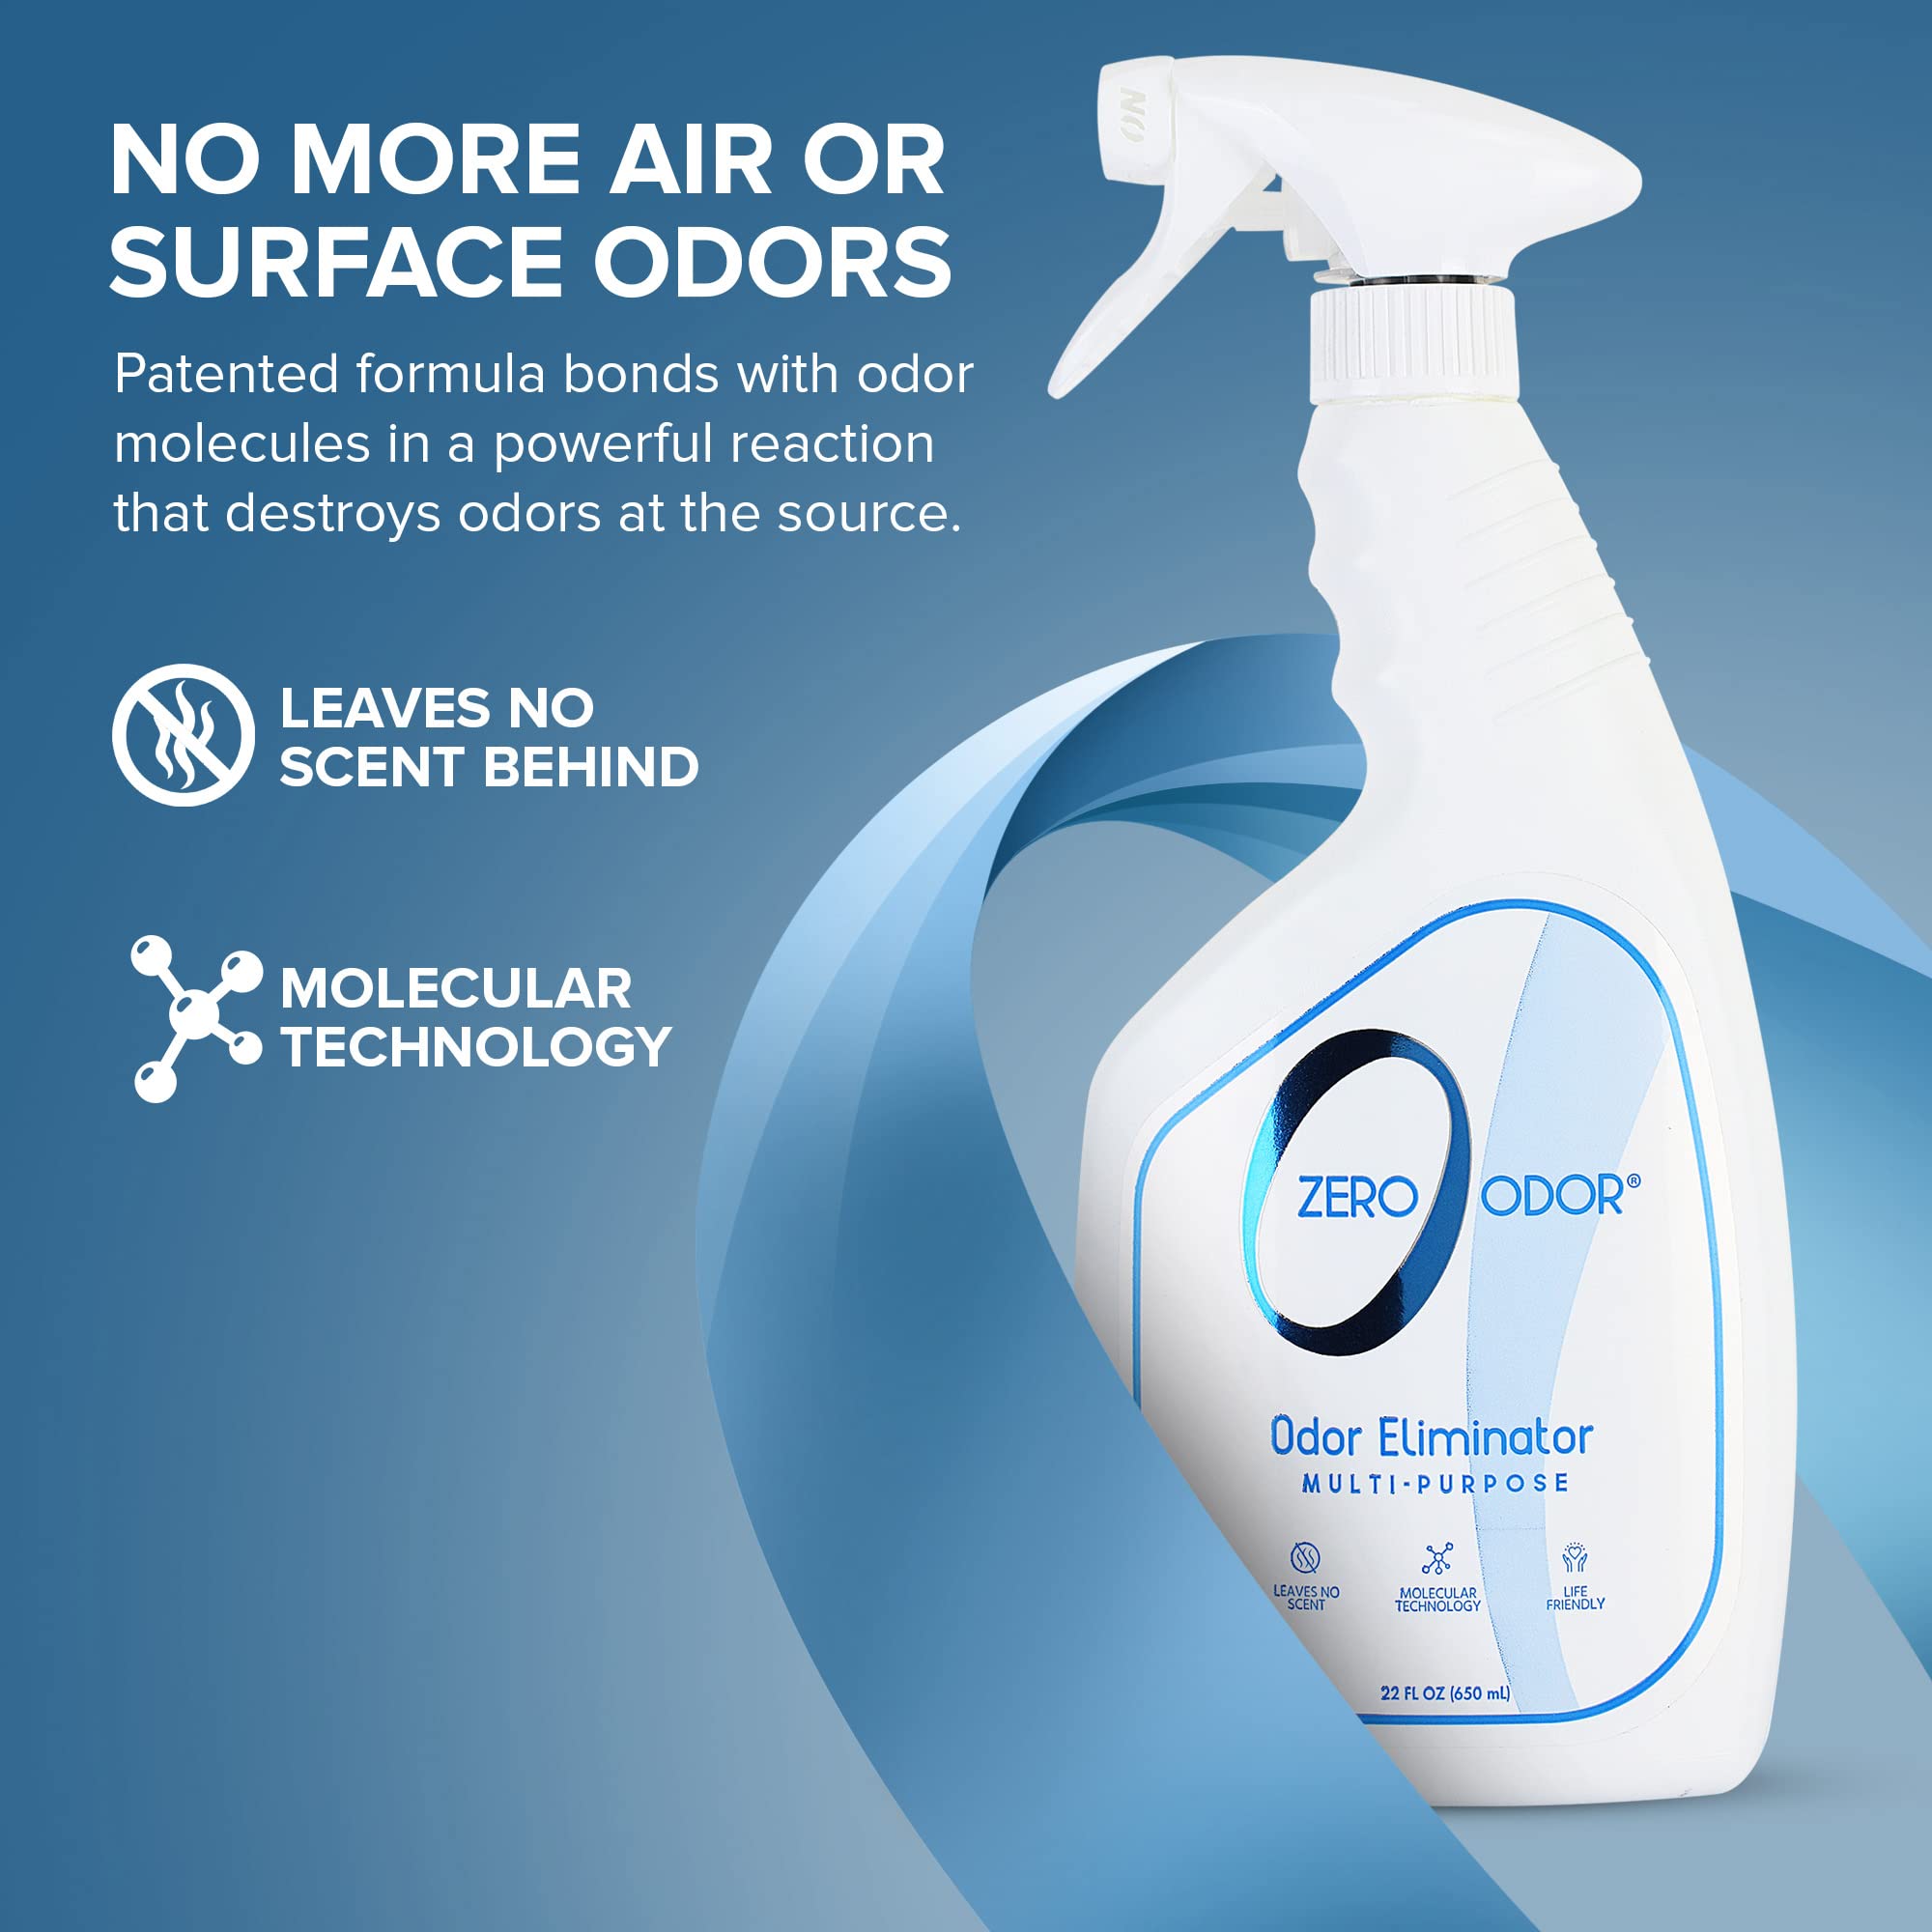 NO MORE AIR OR
SURFACE ODORS
Patented formula bonds with odor
molecules in a powerful reaction
that destroys odors at the source.
LEAVES NO
SCENT BEHIND
MOLECULAR
TECHNOLOGY
ON
ZERO ODOR®
Odor Eliminator
MULTI-PURPOSE
LEAVES NO
SCENT
MOLECULAR
TECHNOLOGY
LIFE
FRIENDLY
22 FL OZ (650 mL)